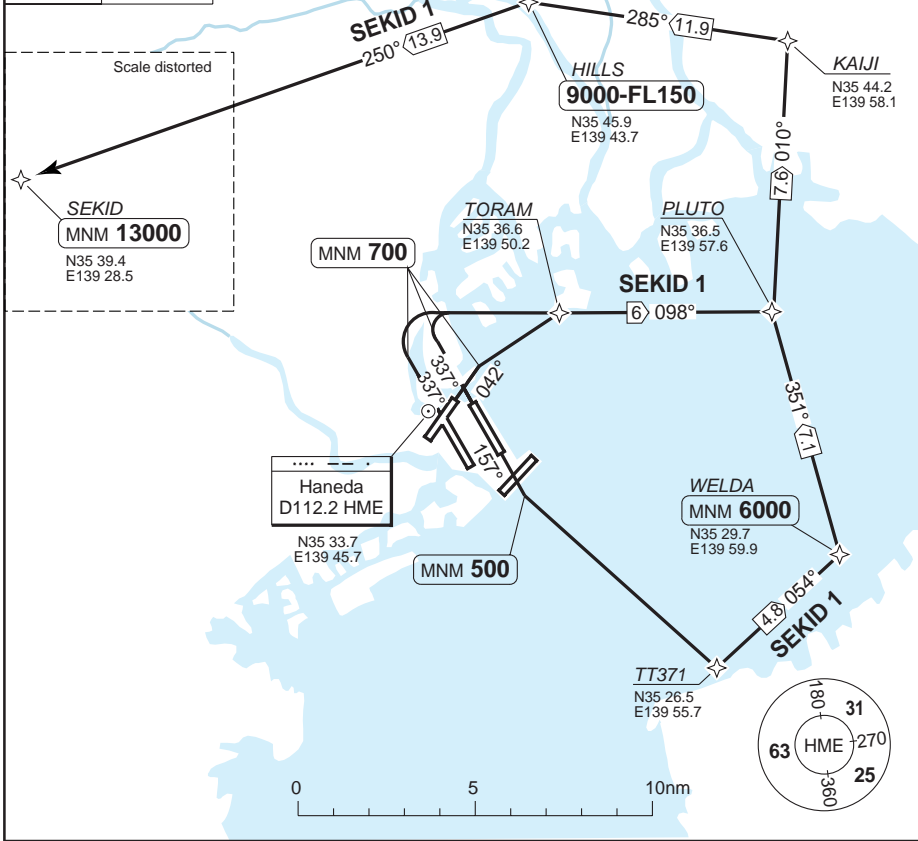 SEKID 1
250° 13.9
285° 11.9
Scale distorted
HILLS
9000-FL150
N35 45.9
E139 43.7
KAIJI
N35 44.2
E139 58.1
7.6 010°
SEKID
MNM 13000
N35 39.4
E139 28.5
TORAM
N35 36.6
E139 50.2
PLUTO
N35 36.5
E139 57.6
MNM 700
SEKID 1
6 098°
337°
337°
042°
351° 7.1
157°
Haneda
D112.2 HME
N35 33.7
E139 45.7
WELDA
MNM 6000
N35 29.7
E139 59.9
MNM 500
4.8 054°
SEKID 1
TT371
N35 26.5
E139 55.7
180
31
63
HME
270
25
360
0 5 10nm